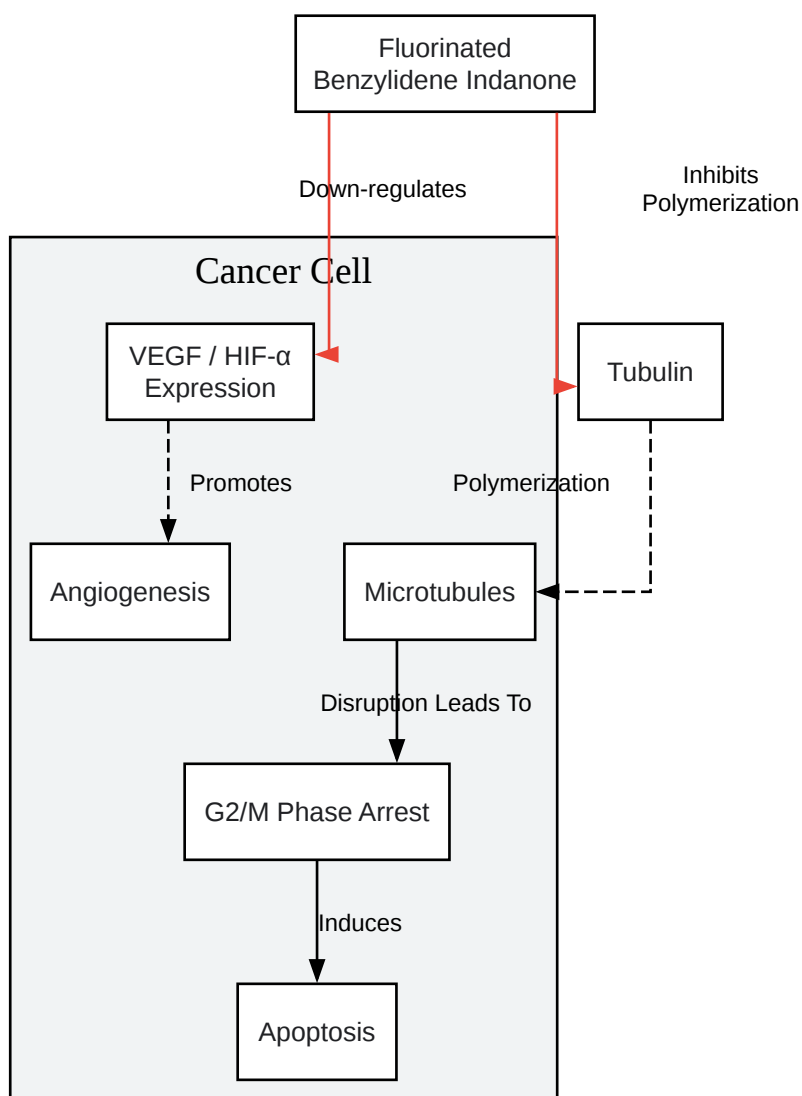 Fluorinated
Benzylidene Indanone
Down-regulates
Inhibits
Polymerization
Cancer Cell
VEGF / HIF-α
Expression
Tubulin
Promotes
Polymerization
Angiogenesis
Microtubules
Disruption Leads To
G2/M Phase Arrest
Induces
Apoptosis